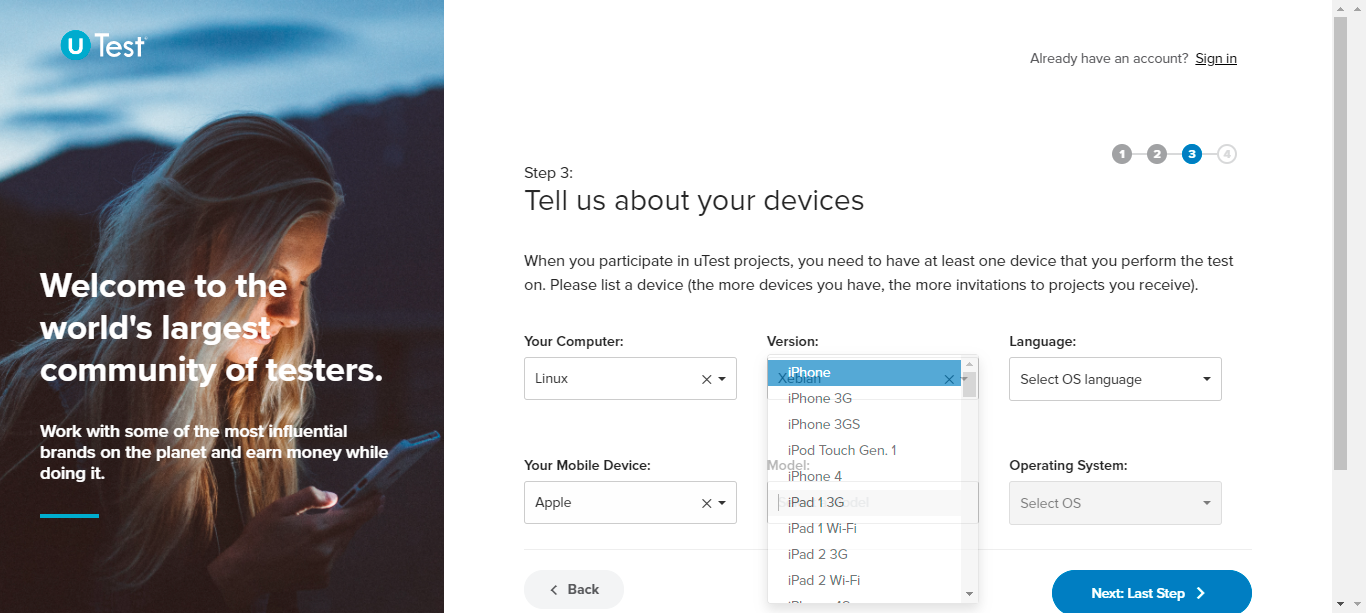 U Test
Already have an account? Sign in
1 2 3 4
Step 3:
Tell us about your devices
Welcome to the
world's largest
community of testers.
Work with some of the most influential
brands on the planet and earn money while
doing it.
When you participate in uTest projects, you need to have at least one device that you perform the test
on. Please list a device (the more devices you have, the more invitations to projects you receive).
Your Computer:
Linux
Version:
Xebian
Language:
Select OS language
iPhone
iPhone 3G
iPhone 3GS
iPod Touch Gen. 1
iPhone 4
iPad 1 3G
iPad 1 Wi-Fi
iPad 2 3G
iPad 2 Wi-Fi
Your Mobile Device:
Apple
Model:
Operating System:
Select OS
Back
Next: Last Step